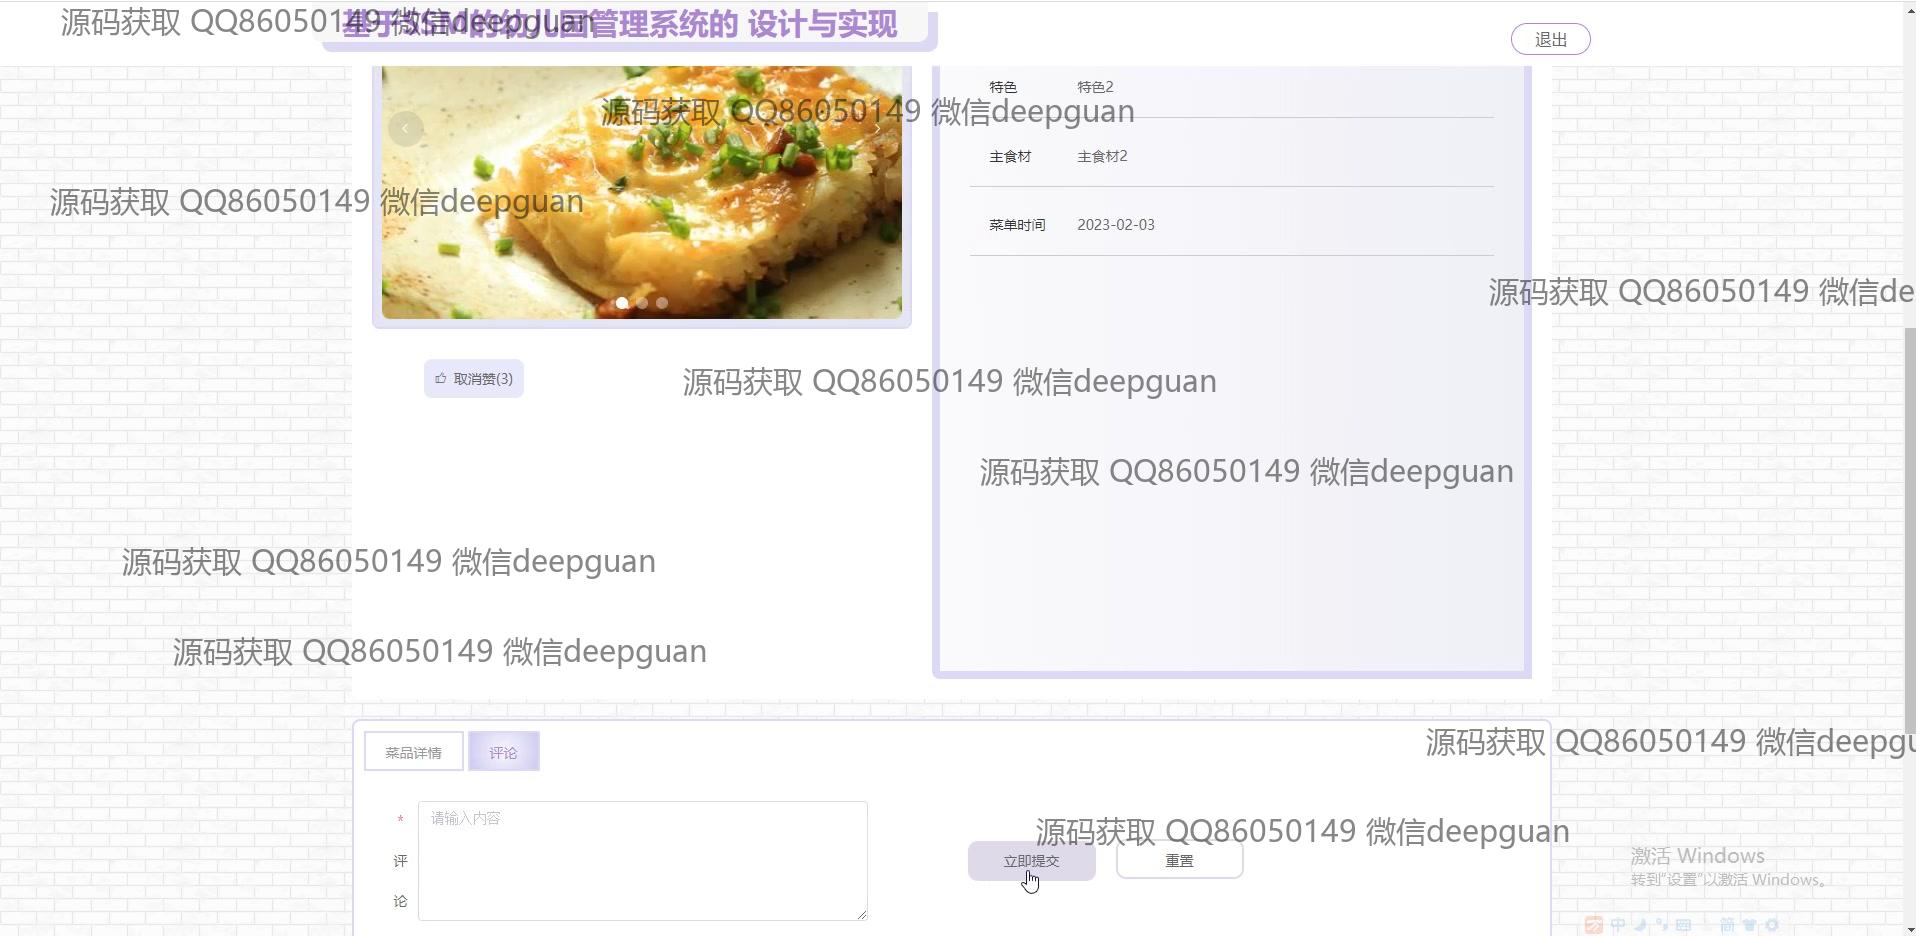 源码获取 QQ86050149 微信deepguan
基于SSM的幼儿园管理系统的 设计与实现
退出
特色 特色2
源码获取 QQ86050149 微信deepguan
主食材 主食材2
源码获取 QQ86050149 微信deepguan
菜单时间 2023-02-03
源码获取 QQ86050149 微信de
取消赞(3)
源码获取 QQ86050149 微信deepguan
源码获取 QQ86050149 微信deepguan
源码获取 QQ86050149 微信deepguan
源码获取 QQ86050149 微信deepguan
源码获取 QQ86050149 微信deepgu
菜品详情 评论
* 评论
请输入内容
源码获取 QQ86050149 微信deepguan
立即提交 重置
激活 Windows
转到“设置”以激活 Windows。
中 简